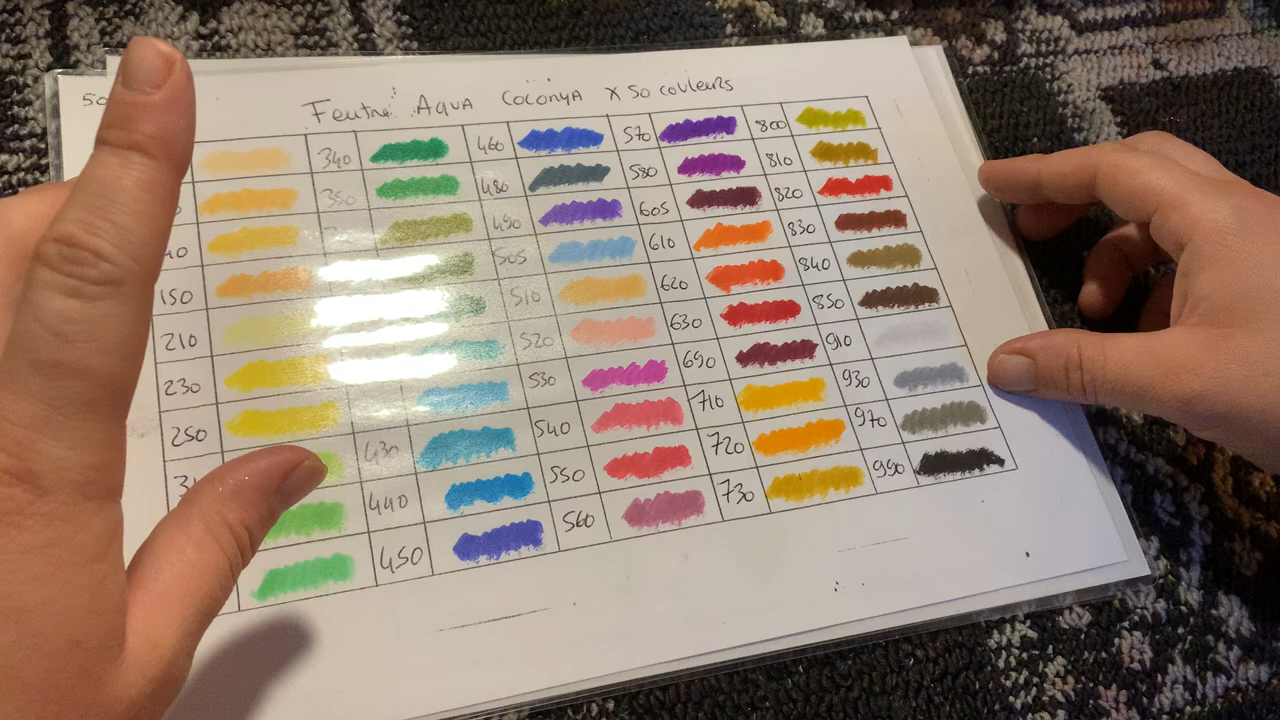 50
Feutre Aqua Colonya x 50 couleurs
340 460 570 800
350 480 580 810
490 605 820
150 505 610 830
210 510 620 840
230 520 630 850
250 530 690 910
430 540 710 930
440 550 720 970
450 560 730 990